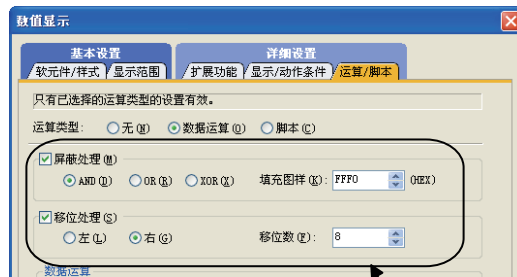 数值显示
基本设置 详细设置
软元件/样式 显示范围 扩展功能 显示/动作条件 运算/脚本
只有已选择的运算类型的设置有效。
运算类型: 无(N) 数据运算(O) 脚本(C)
屏蔽处理(M)
AND(D) OR(R) XOR(X) 填充图样(K): FFF0 (HEX)
移位处理(S)
左(L) 右(G) 移位数(F): 8
数据运算